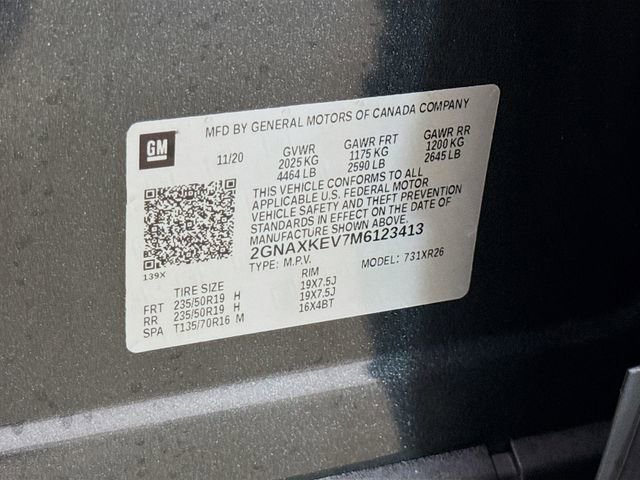 MFD BY GENERAL MOTORS OF CANADA COMPANY
GM
11/20 GVWR GAWR FRT GAWR RR
2025 KG 1175 KG 1200 KG
4464 LB 2590 LB 2645 LB
THIS VEHICLE CONFORMS TO ALL
APPLICABLE U.S. FEDERAL MOTOR
VEHICLE SAFETY AND THEFT PREVENTION
STANDARDS IN EFFECT ON THE DATE OF
MANUFACTURE SHOWN ABOVE.
2GNAXKEV7M6123413
TYPE: M.P.V. MODEL: 731XR26
139X
TIRE SIZE RIM
FRT 235/50R19 H 19X7.5J
RR 235/50R19 H 19X7.5J
SPA T135/70R16 M 16X4BT